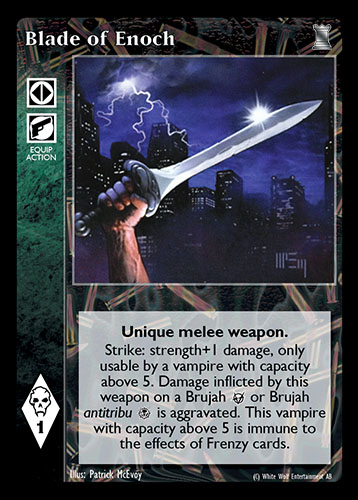 Blade of Enoch
EQUIP
ACTION
Unique melee weapon.
Strike: strength+1 damage, only
usable by a vampire with capacity
above 5. Damage inflicted by this
weapon on a Brujah or Brujah
antitribu is aggravated. This vampire
with capacity above 5 is immune to
the effects of Frenzy cards.
1
Illus: Patrick McEvoy
(C) White Wolf Entertainment AB